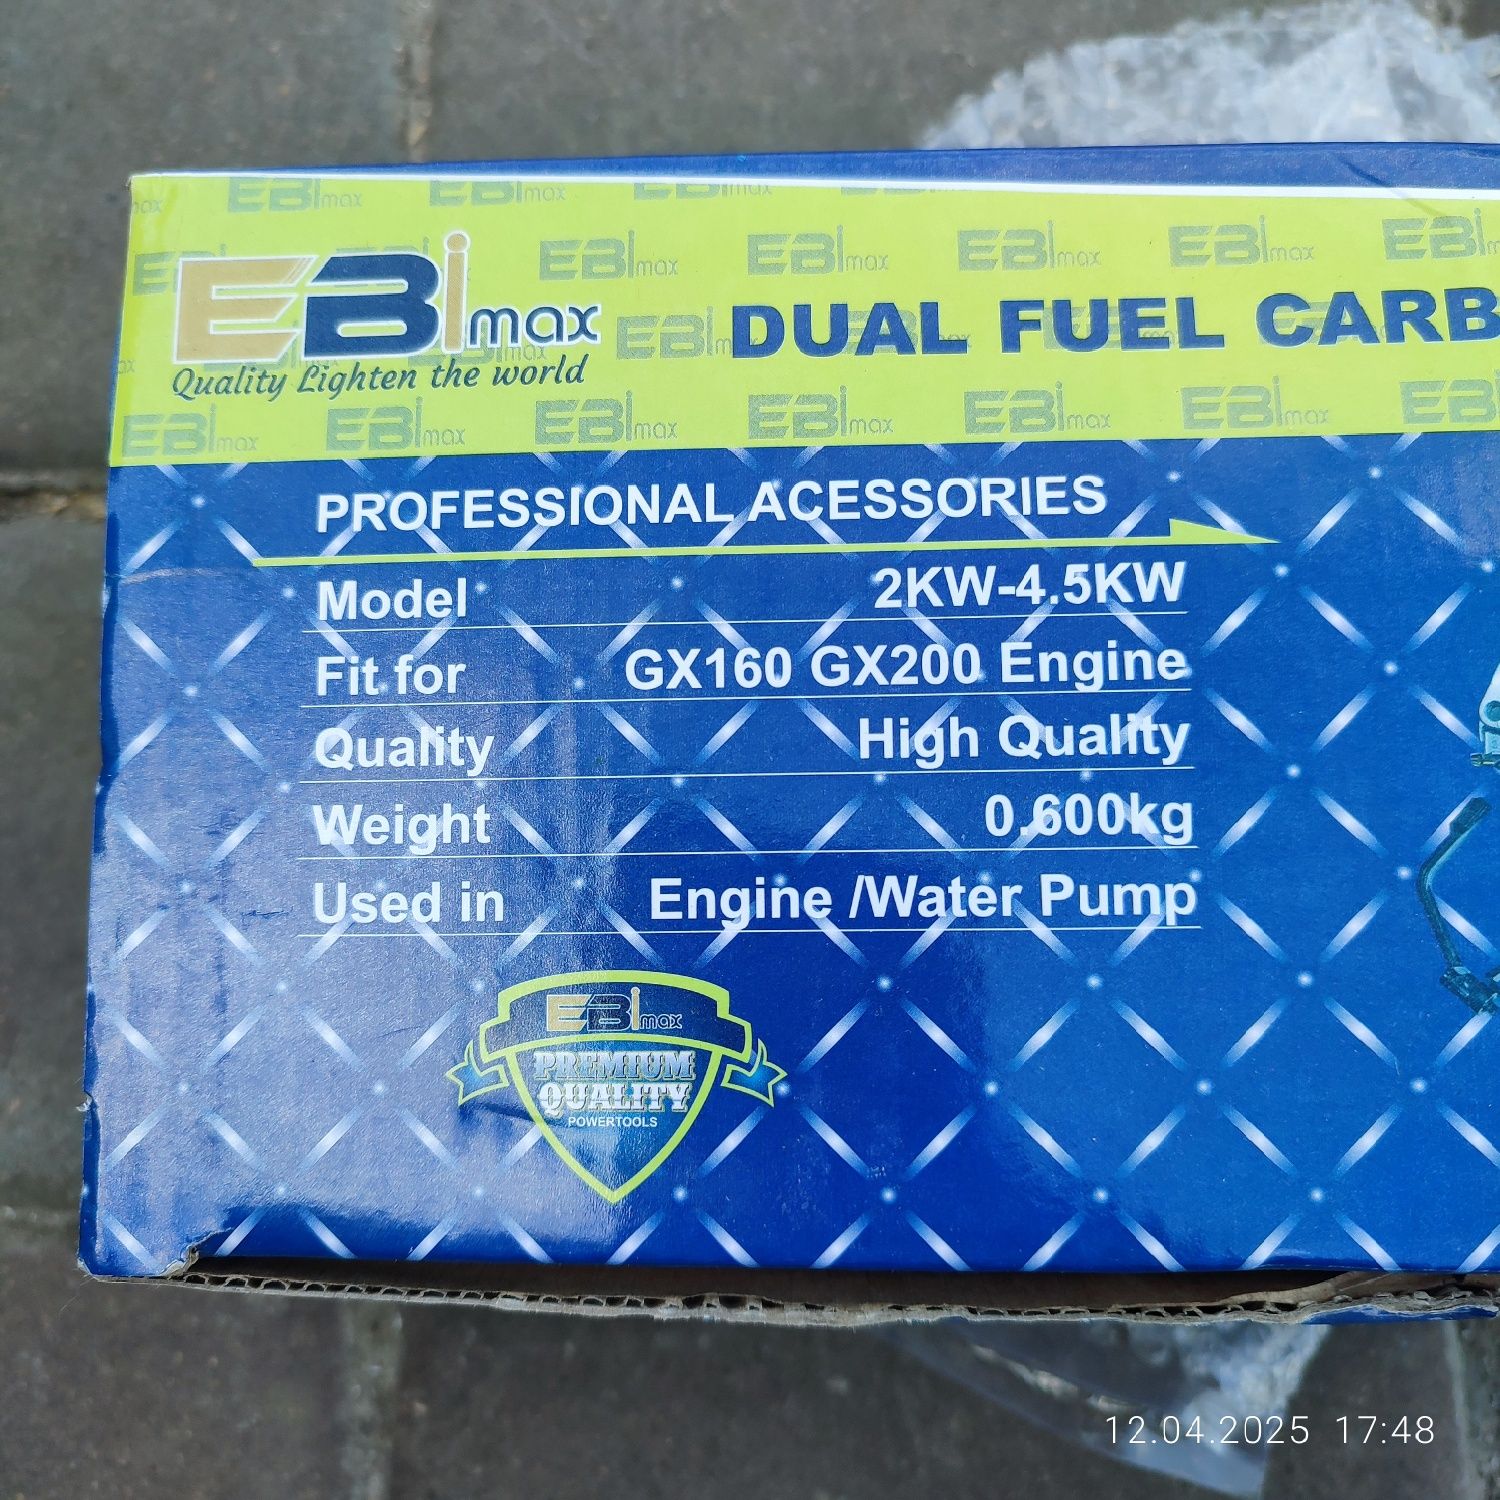 EBimax
Quality Lighten the world
DUAL FUEL CARB
PROFESSIONAL ACESSORIES
Model 2KW-4.5KW
Fit for GX160 GX200 Engine
Quality High Quality
Weight 0.600kg
Used in Engine /Water Pump
EBimax
PREMIUM
QUALITY
POWERTOOLS
12.04.2025 17:48